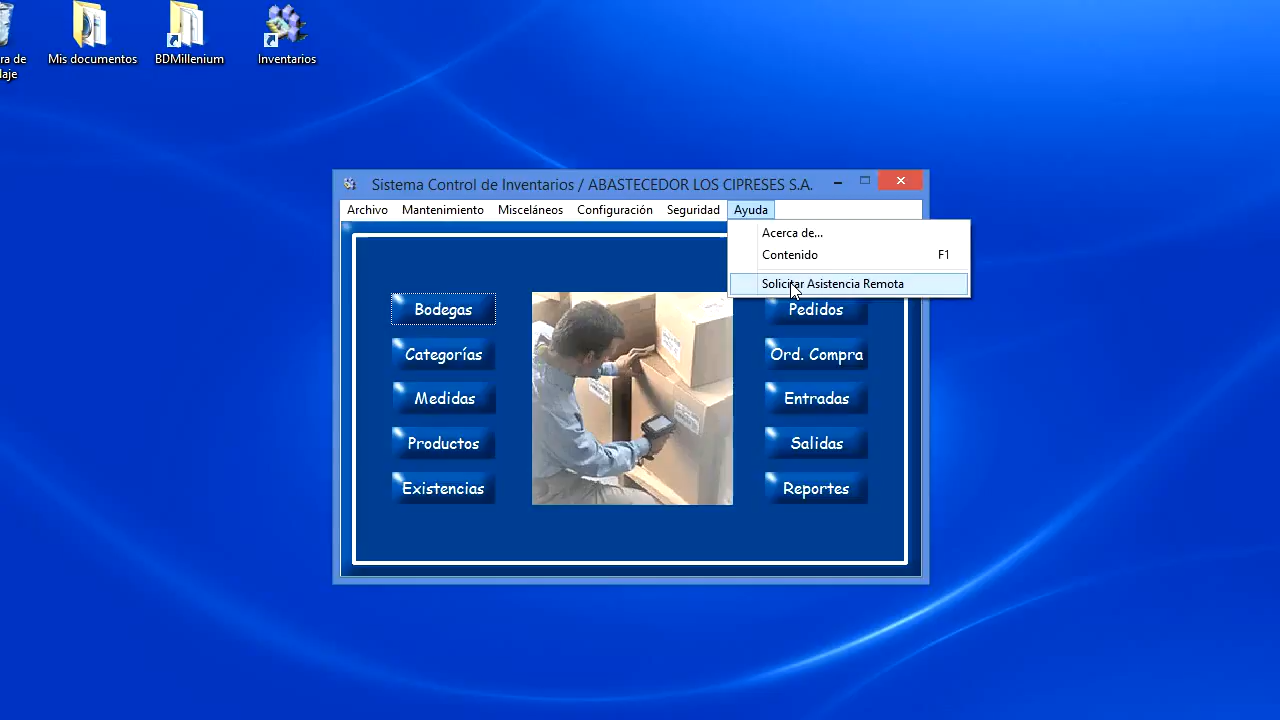 ra de
laje
Mis documentos
BDMillenium
Inventarios
Sistema Control de Inventarios / ABASTECEDOR LOS CIPRESES S.A.
Archivo Mantenimiento Misceláneos Configuración Seguridad Ayuda
Acerca de...
Contenido F1
Solicitar Asistencia Remota
Bodegas
Categorías
Medidas
Productos
Existencias
Pedidos
Ord. Compra
Entradas
Salidas
Reportes